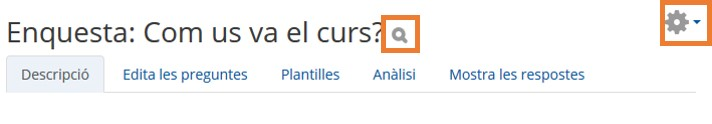 Enquesta: Com us va el curs?
Descripció Edita les preguntes Plantilles Anàlisi Mostra les respostes